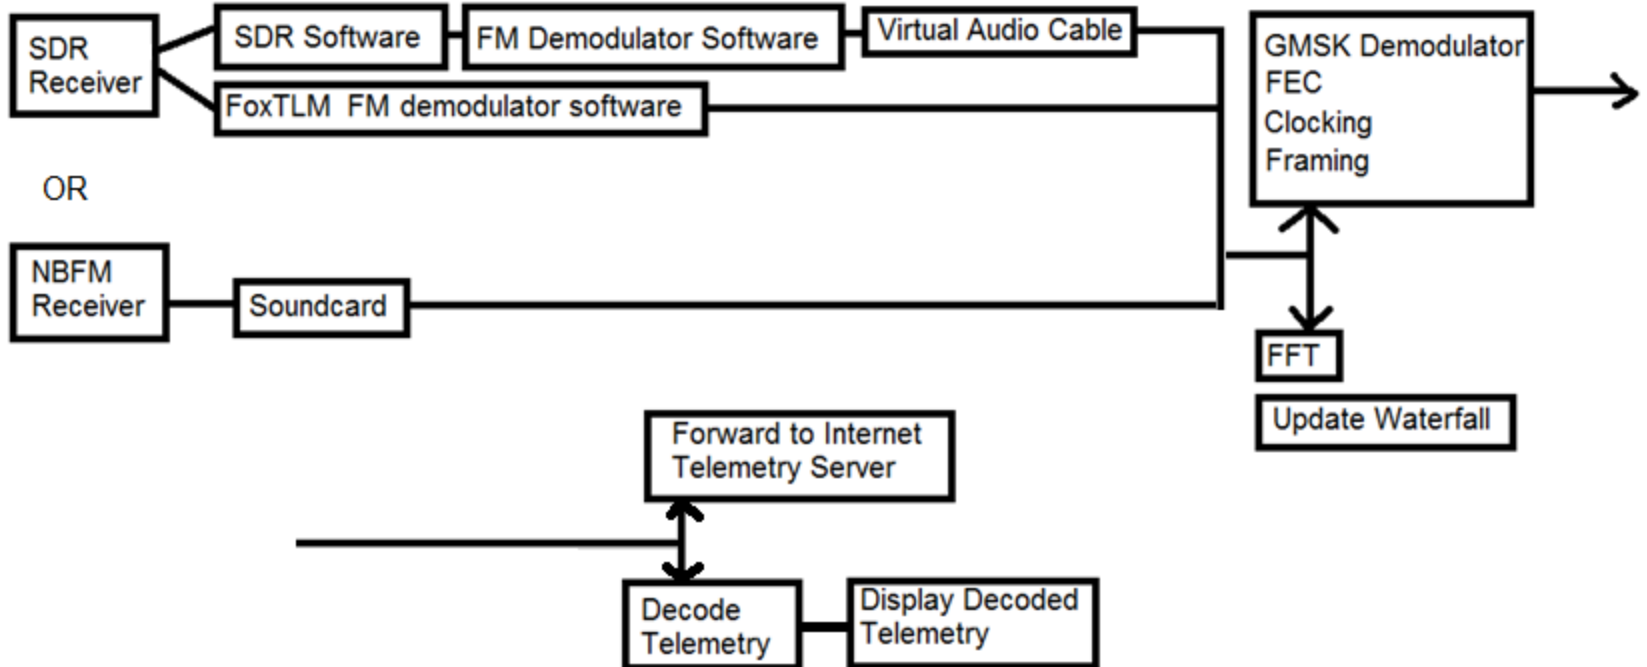 SDR
Receiver
SDR Software
FM Demodulator Software
Virtual Audio Cable
FoxTLM FM demodulator software
GMSK Demodulator
FEC
Clocking
Framing
OR
NBFM
Receiver
Soundcard
FFT
Update Waterfall
Forward to Internet
Telemetry Server
Decode
Telemetry
Display Decoded
Telemetry